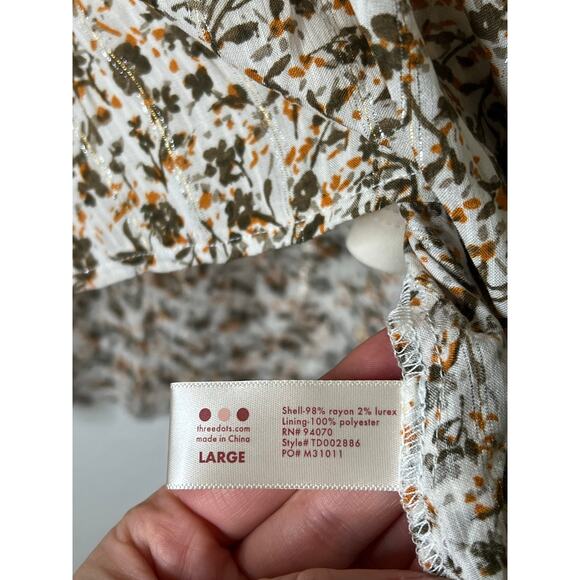 threedots.com
made in China
LARGE
Shell-98% rayon 2% lurex
Lining-100% polyester
RN# 94070
Style# TD002886
PO# M31011